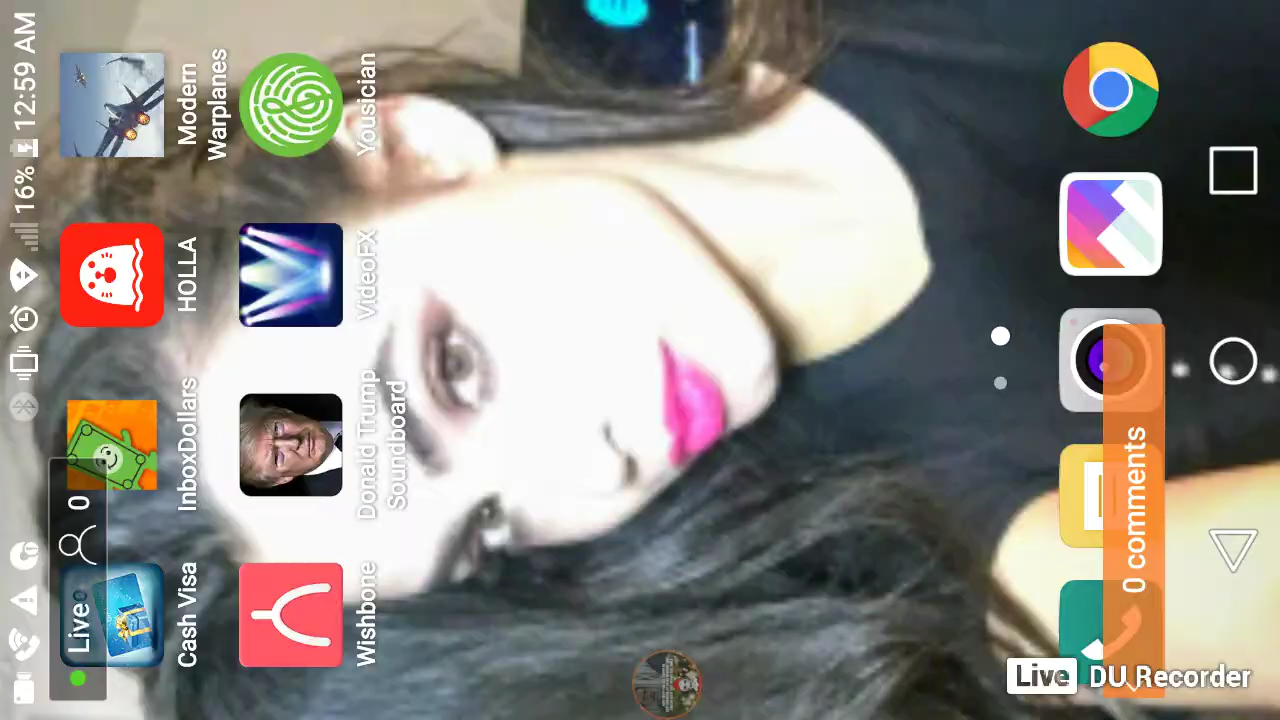 16% 12:59 AM
Live 0
Cash Visa
InboxDollars
HOLLA
Modern
Warplanes
Wishbone
Donald Trump
Soundboard
VideoFX
Yousician
0 comments
Live DU Recorder